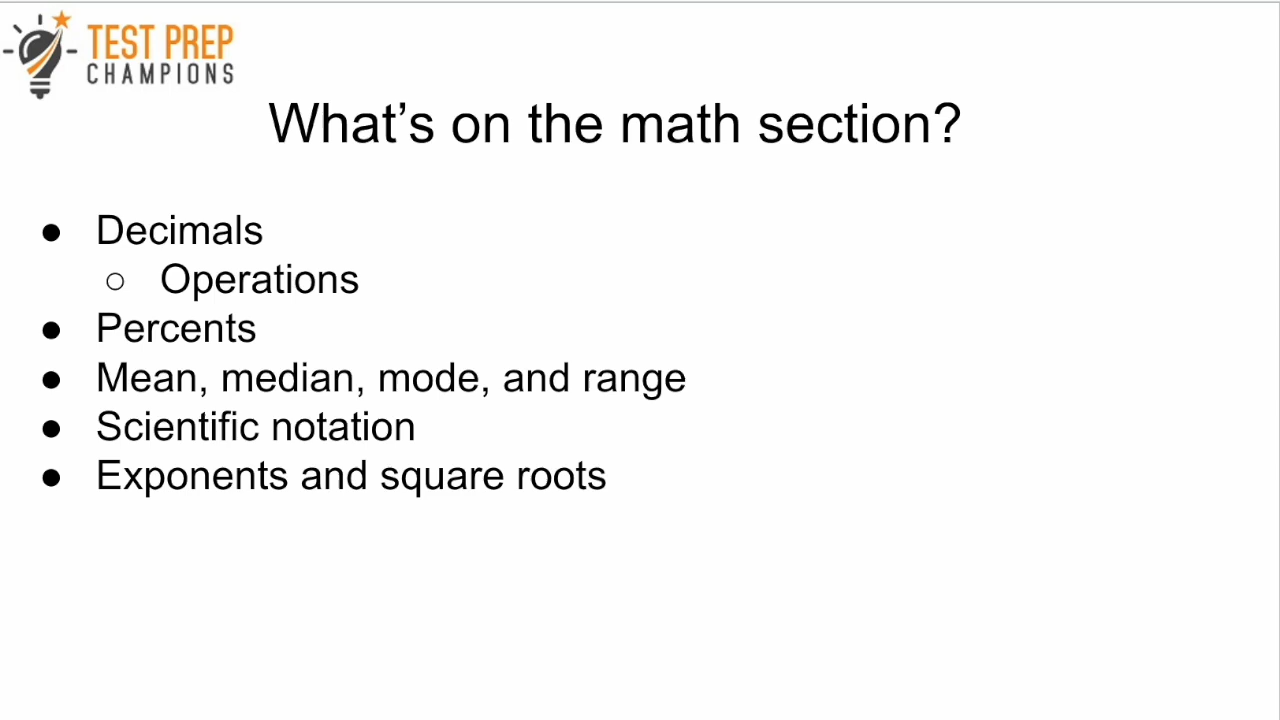 TEST PREP
CHAMPIONS
What’s on the math section?
● Decimals
○ Operations
● Percents
● Mean, median, mode, and range
● Scientific notation
● Exponents and square roots